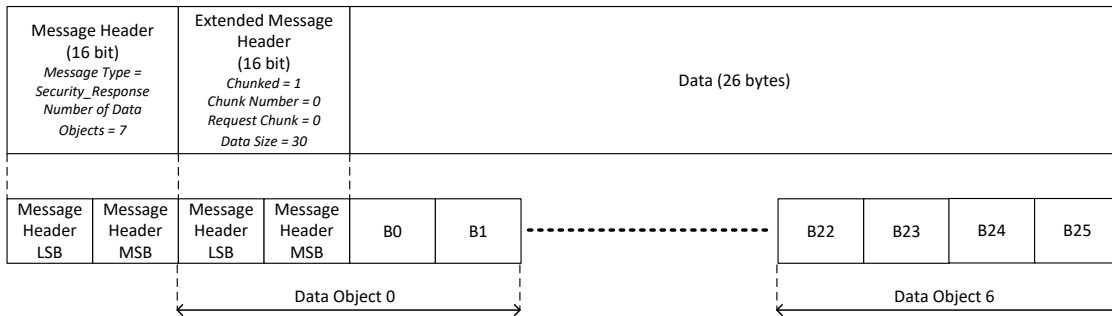 Message Header
(16 bit)
Message Type =
Security_Response
Number of Data
Objects = 7
Extended Message
Header
(16 bit)
Chunked = 1
Chunk Number = 0
Request Chunk = 0
Data Size = 30
Data (26 bytes)
Message
Header
LSB
Message
Header
MSB
Message
Header
LSB
Message
Header
MSB
B0
B1
B22
B23
B24
B25
Data Object 0
Data Object 6